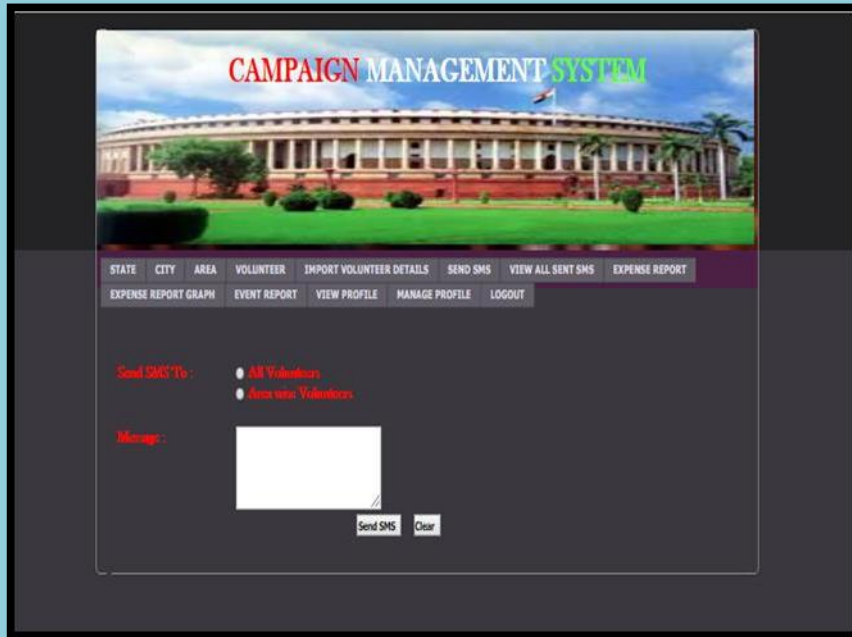 CAMPAIGN MANAGEMENT SYSTEM
STATE CITY AREA VOLUNTEER IMPORT VOLUNTEER DETAILS SEND SMS VIEW ALL SENT SMS EXPENSE REPORT
EXPENSE REPORT GRAPH EVENT REPORT VIEW PROFILE MANAGE PROFILE LOGOUT
Send SMS To :
All Volunteers
Area wise Volunteers
Message :
Send SMS Clear